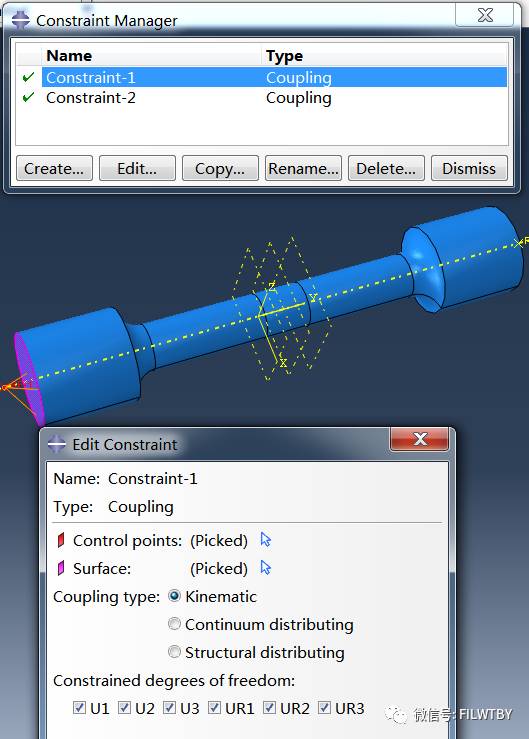 Constraint Manager
Name Type
Constraint-1 Coupling
Constraint-2 Coupling
Create... Edit... Copy... Rename... Delete... Dismiss
R
Z
Y
X
Edit Constraint
Name: Constraint-1
Type: Coupling
Control points: (Picked)
Surface: (Picked)
Coupling type: Kinematic
Continuum distributing
Structural distributing
Constrained degrees of freedom:
U1 U2 U3 UR1 UR2 UR3
微信号: FILWTBY